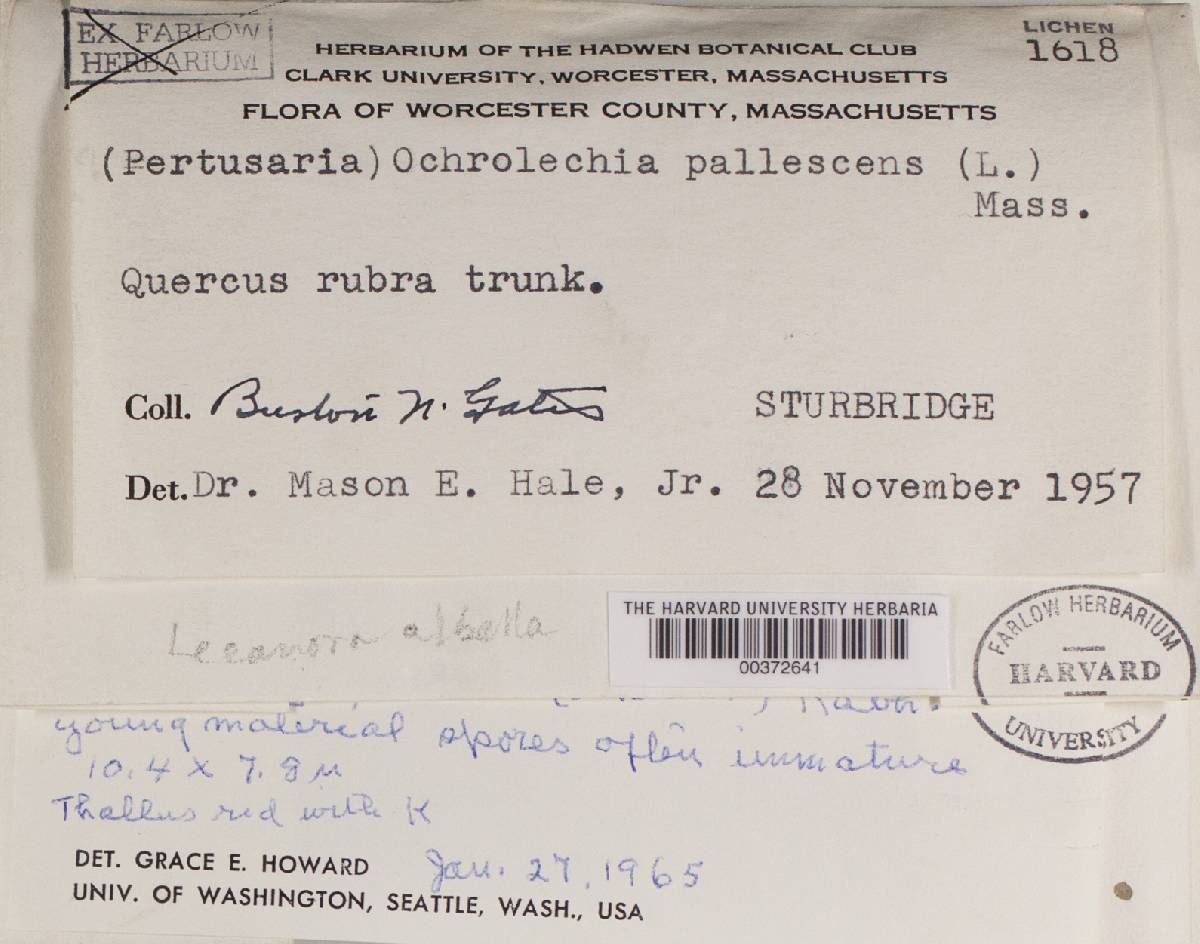 EX FARLOW
HERBARIUM
LICHEN
1618
HERBARIUM OF THE HADWEN BOTANICAL CLUB
CLARK UNIVERSITY, WORCESTER, MASSACHUSETTS
FLORA OF WORCESTER COUNTY, MASSACHUSETTS
(Pertusaria) Ochrolechia pallescens (L.)
Mass.
Quercus rubra trunk.
Coll. Burton N. Gates STURBRIDGE
Det. Dr. Mason E. Hale, Jr. 28 November 1957
Lecanora albella
THE HARVARD UNIVERSITY HERBARIA
00372641
FARLOW HERBARIUM
HARVARD
UNIVERSITY
young material spores often immature
10.4 x 7.8 µ
Thallus red with K
DET. GRACE E. HOWARD Jan. 27, 1965
UNIV. OF WASHINGTON, SEATTLE, WASH., USA